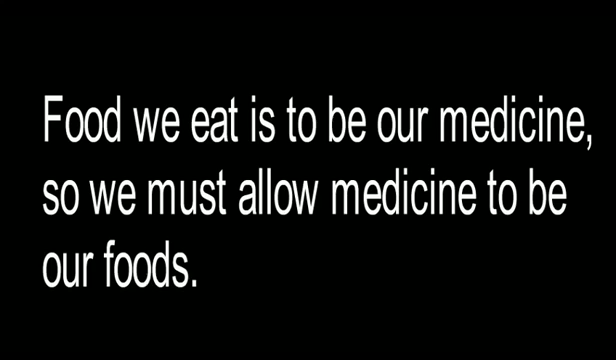 Food we eat is to be our medicine,
so we must allow medicine to be
our foods.